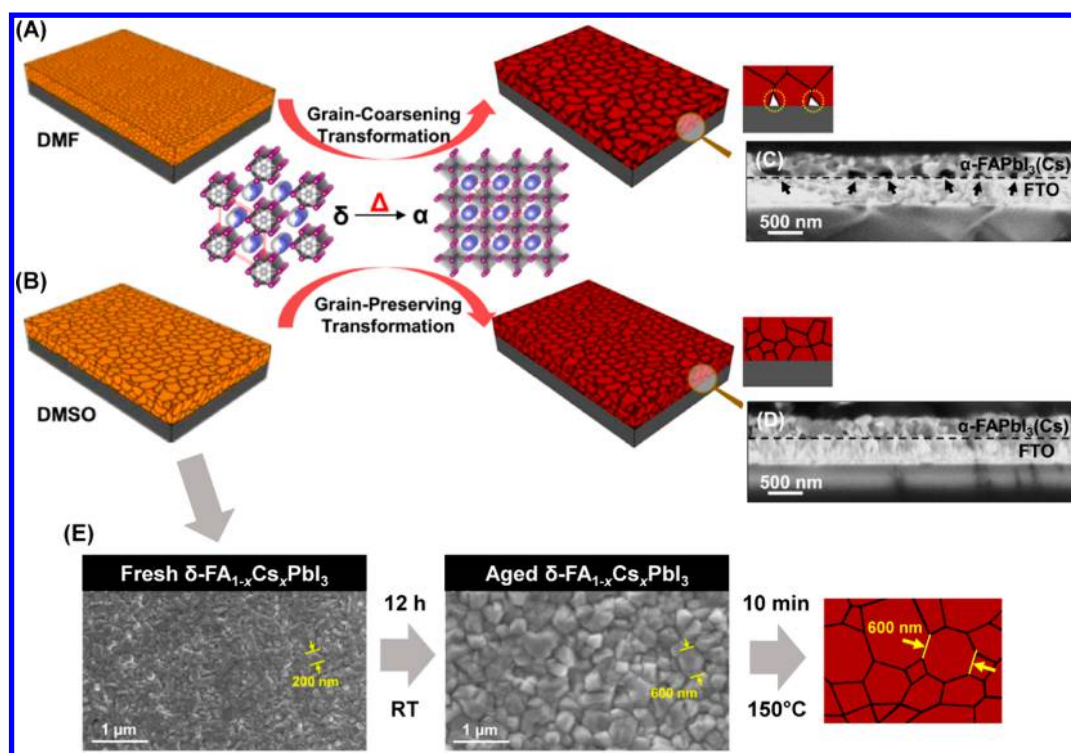 (A)
DMF
Grain-Coarsening
Transformation
δ Δ α
(C)
α-FAPbI₃(Cs)
FTO
500 nm
(B)
DMSO
Grain-Preserving
Transformation
(D)
α-FAPbI₃(Cs)
FTO
500 nm
(E)
Fresh δ-FA₁₋ₓCsₓPbI₃
200 nm
1 µm
12 h
RT
Aged δ-FA₁₋ₓCsₓPbI₃
600 nm
1 µm
10 min
150°C
600 nm